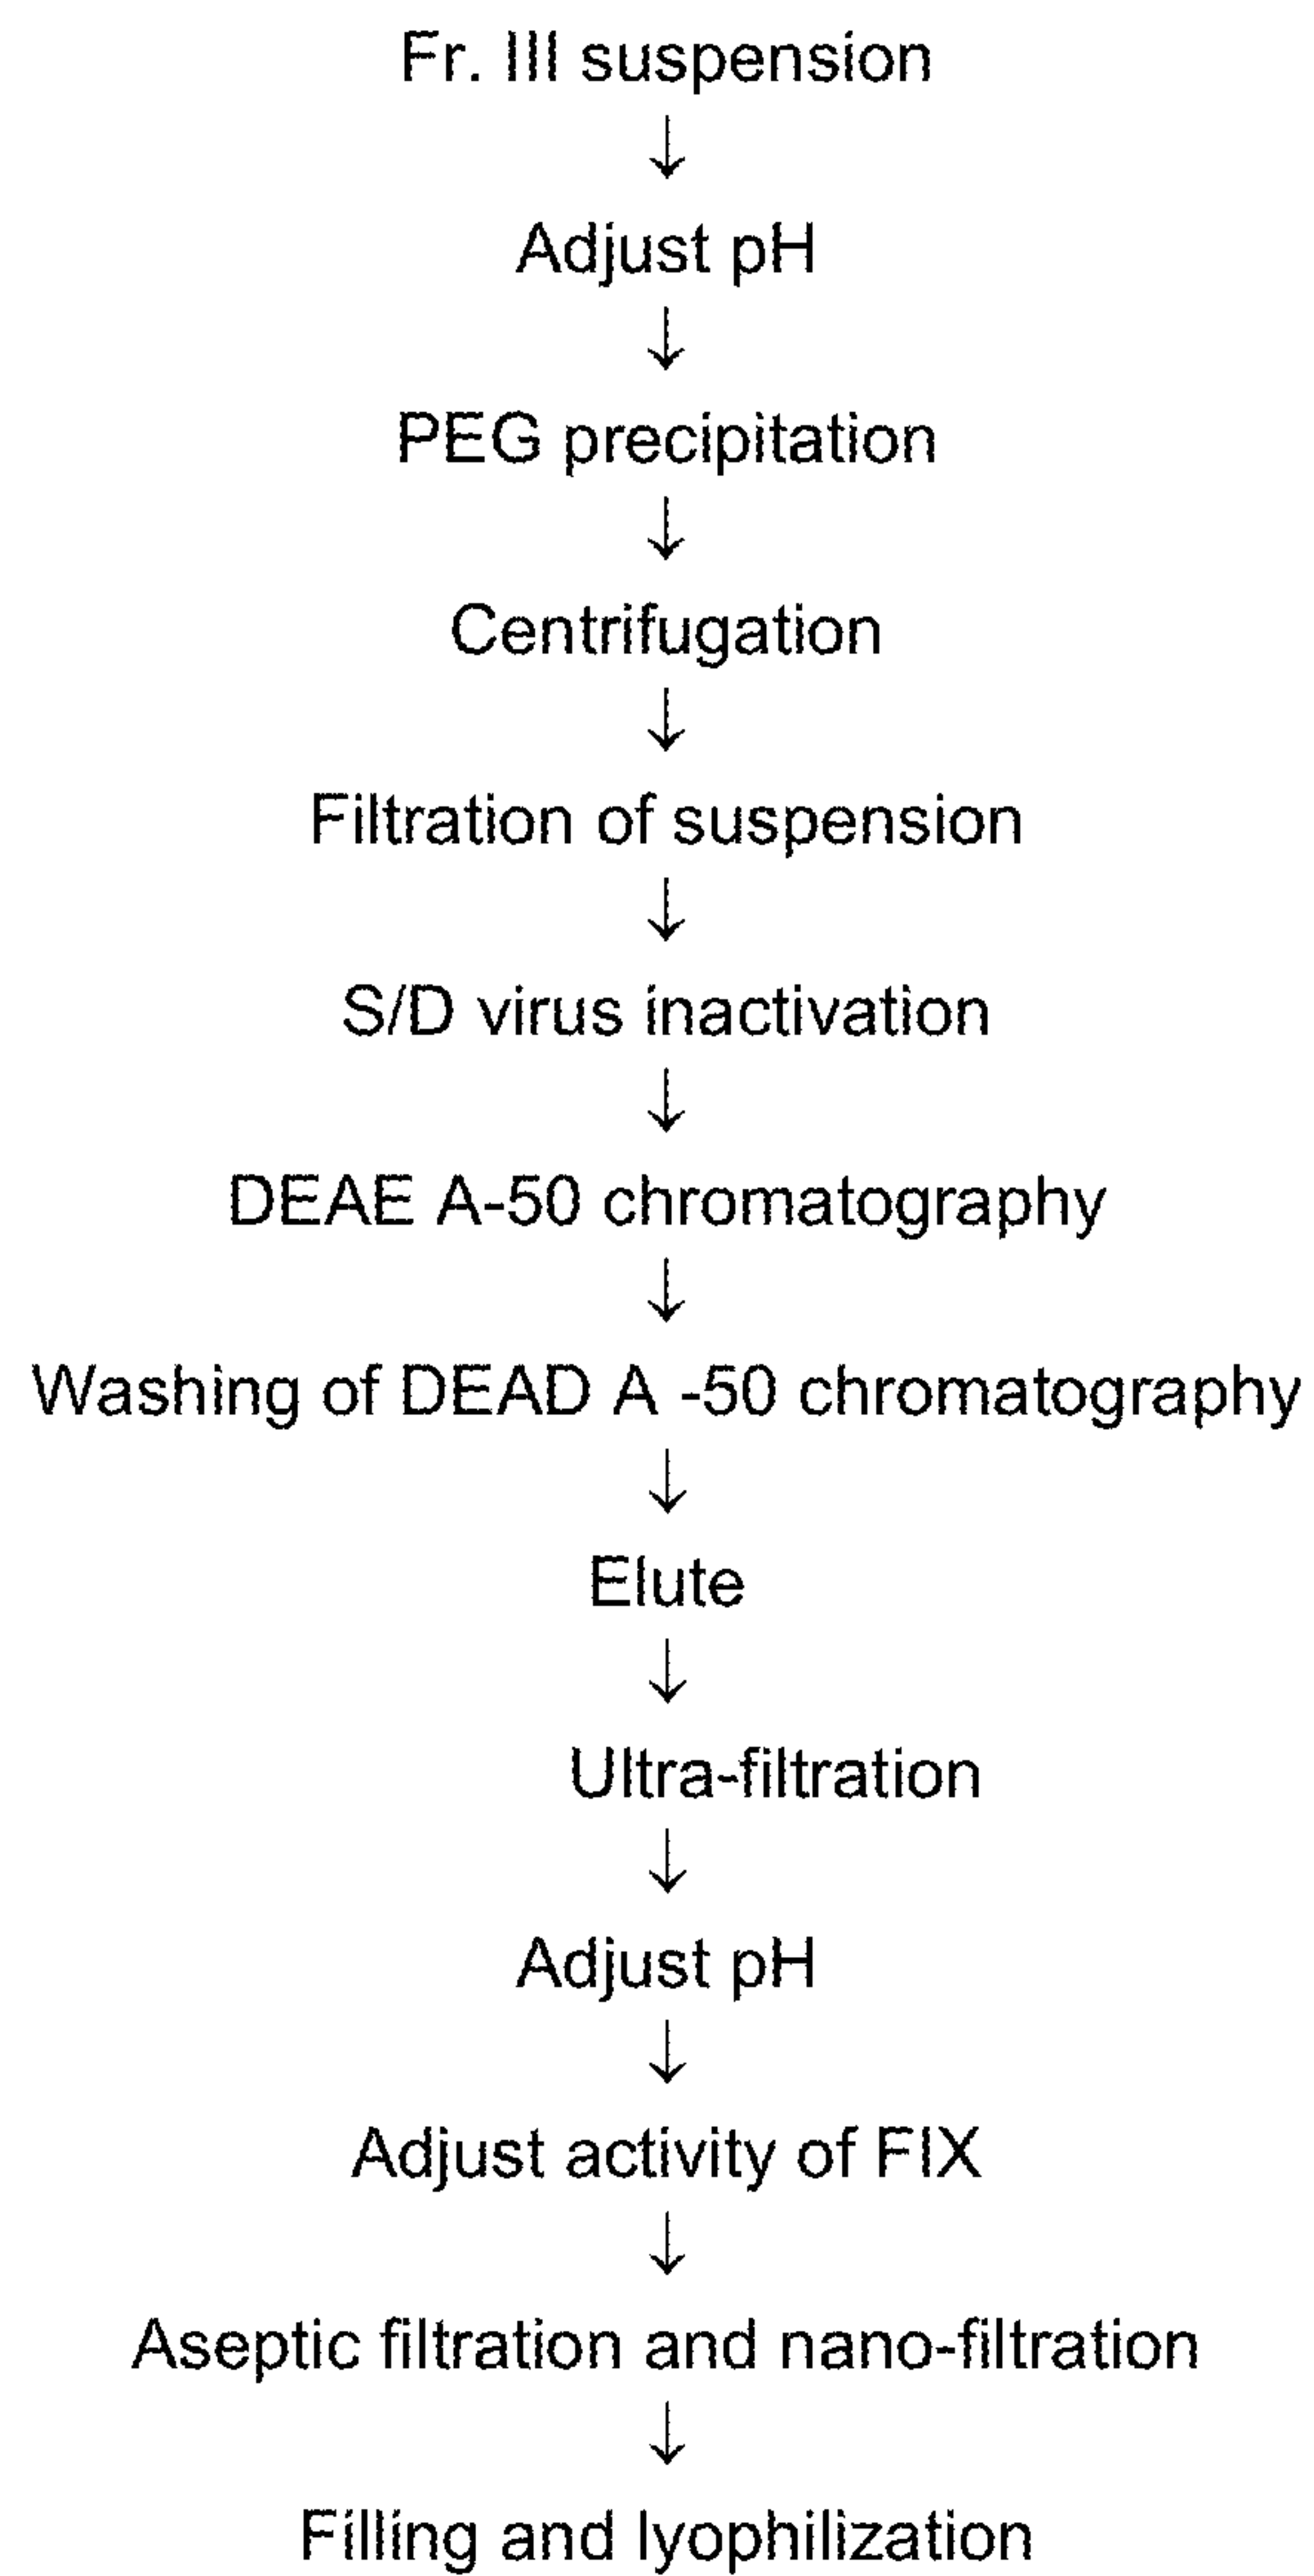 Fr. III suspension
Adjust pH
PEG precipitation
Centrifugation
Filtration of suspension
S/D virus inactivation
DEAE A-50 chromatography
Washing of DEAD A -50 chromatography
Elute
Ultra-filtration
Adjust pH
Adjust activity of FIX
Aseptic filtration and nano-filtration
Filling and lyophilization